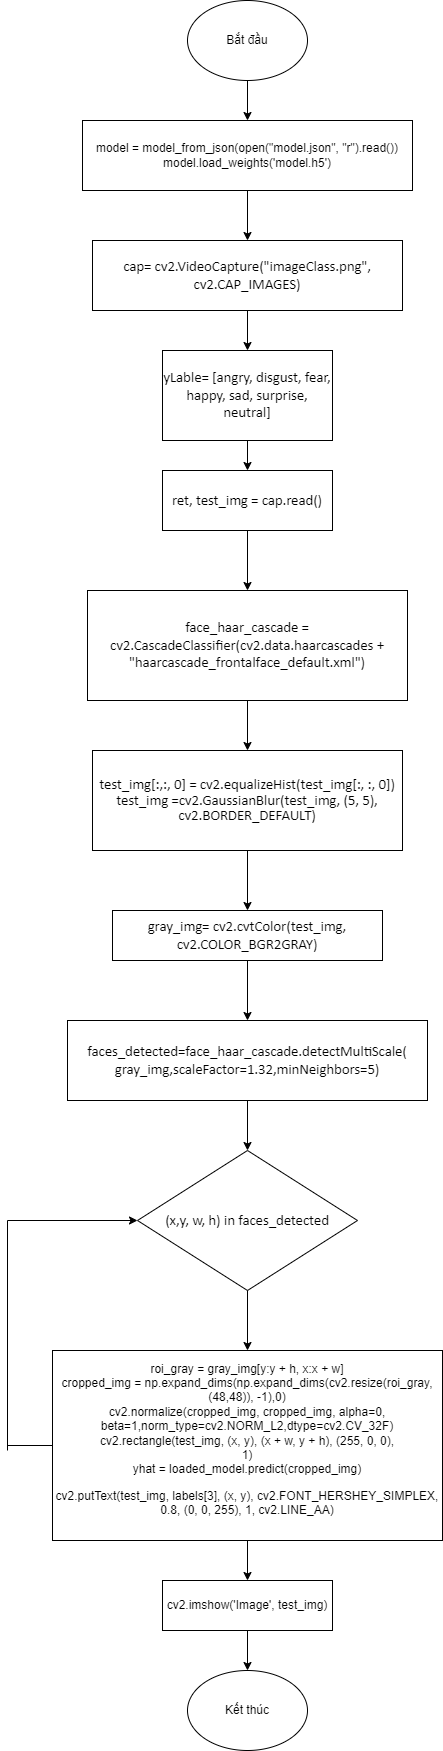 Bắt đầu
model = model_from_json(open("model.json", "r").read())
model.load_weights('model.h5')
cap= cv2.VideoCapture("imageClass.png",
cv2.CAP_IMAGES)
yLable= [angry, disgust, fear,
happy, sad, surprise,
neutral]
ret, test_img = cap.read()
face_haar_cascade =
cv2.CascadeClassifier(cv2.data.haarcascades +
"haarcascade_frontalface_default.xml")
test_img[:,:, 0] = cv2.equalizeHist(test_img[:, :, 0])
test_img =cv2.GaussianBlur(test_img, (5, 5),
cv2.BORDER_DEFAULT)
gray_img= cv2.cvtColor(test_img,
cv2.COLOR_BGR2GRAY)
faces_detected=face_haar_cascade.detectMultiScale(
gray_img,scaleFactor=1.32,minNeighbors=5)
(x,y, w, h) in faces_detected
roi_gray = gray_img[y:y + h, x:x + w]
cropped_img = np.expand_dims(np.expand_dims(cv2.resize(roi_gray,
(48,48)), -1),0)
cv2.normalize(cropped_img, cropped_img, alpha=0,
beta=1,norm_type=cv2.NORM_L2,dtype=cv2.CV_32F)
cv2.rectangle(test_img, (x, y), (x + w, y + h), (255, 0, 0),
1)
yhat = loaded_model.predict(cropped_img)
cv2.putText(test_img, labels[3], (x, y), cv2.FONT_HERSHEY_SIMPLEX,
0.8, (0, 0, 255), 1, cv2.LINE_AA)
cv2.imshow('Image', test_img)
Kết thúc